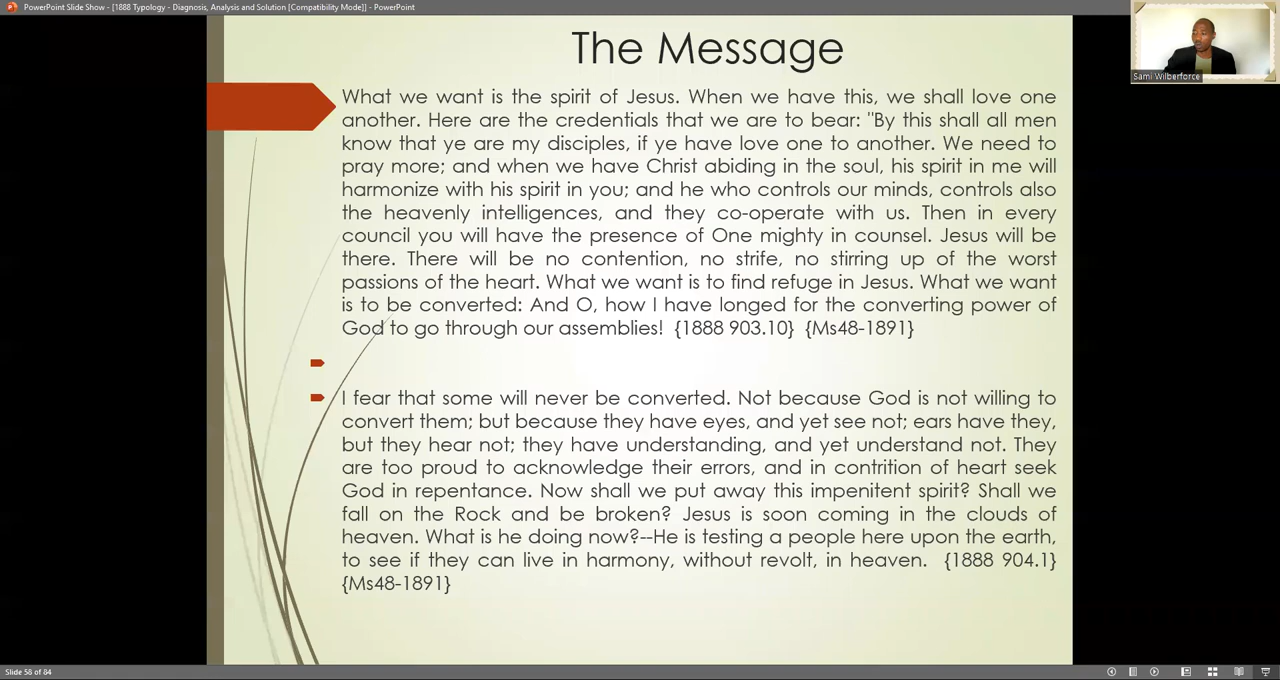 PowerPoint Slide Show - [1888 Typology - Diagnosis, Analysis and Solution [Compatibility Mode]] - PowerPoint
The Message
What we want is the spirit of Jesus. When we have this, we shall love one
another. Here are the credentials that we are to bear: "By this shall all men
know that ye are my disciples, if ye have love one to another. We need to
pray more; and when we have Christ abiding in the soul, his spirit in me will
harmonize with his spirit in you; and he who controls our minds, controls also
the heavenly intelligences, and they co-operate with us. Then in every
council you will have the presence of One mighty in counsel. Jesus will be
there. There will be no contention, no strife, no stirring up of the worst
passions of the heart. What we want is to find refuge in Jesus. What we want
is to be converted: And O, how I have longed for the converting power of
God to go through our assemblies! {1888 903.10} {Ms48-1891}
I fear that some will never be converted. Not because God is not willing to
convert them; but because they have eyes, and yet see not; ears have they,
but they hear not; they have understanding, and yet understand not. They
are too proud to acknowledge their errors, and in contrition of heart seek
God in repentance. Now shall we put away this impenitent spirit? Shall we
fall on the Rock and be broken? Jesus is soon coming in the clouds of
heaven. What is he doing now?--He is testing a people here upon the earth,
to see if they can live in harmony, without revolt, in heaven. {1888 904.1}
{Ms48-1891}
Sami Wilberforce
Slide 58 of 84